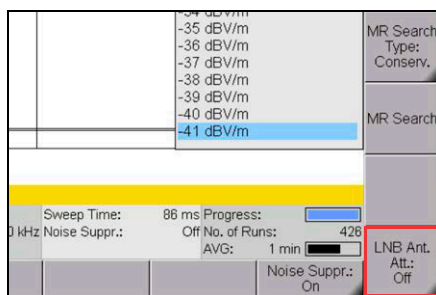 -34 dBV/m
-35 dBV/m
-36 dBV/m
-37 dBV/m
-38 dBV/m
-39 dBV/m
-40 dBV/m
-41 dBV/m
MR Search
Type:
Conserv.
MR Search
Sweep Time: 86 ms Progress:
kHz Noise Suppr.: Off No. of Runs: 426
AVG: 1 min
Noise Suppr.:
On
LNB Ant.
Att.:
Off